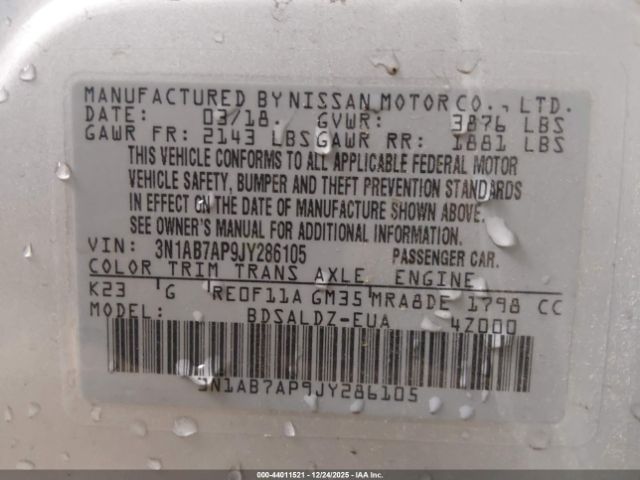 MANUFACTURED BY NISSAN MOTOR CO., LTD.
DATE: 03/18. GVWR: 3876 LBS
GAWR FR: 2143 LBS GAWR RR: 1881 LBS
THIS VEHICLE CONFORMS TO ALL APPLICABLE FEDERAL MOTOR
VEHICLE SAFETY, BUMPER AND THEFT PREVENTION STANDARDS
IN EFFECT ON THE DATE OF MANUFACTURE SHOWN ABOVE.
SEE OWNER'S MANUAL FOR ADDITIONAL INFORMATION.
VIN: 3N1AB7AP9JY286105 PASSENGER CAR.
COLOR TRIM TRANS AXLE ENGINE
K23 G RE0F11A GM35 MRA8DE 1798 CC
MODEL: BDSALDZ-EUA 4Z000
3N1AB7AP9JY286105
000-44011521 - 12/24/2025 - IAA, Inc.